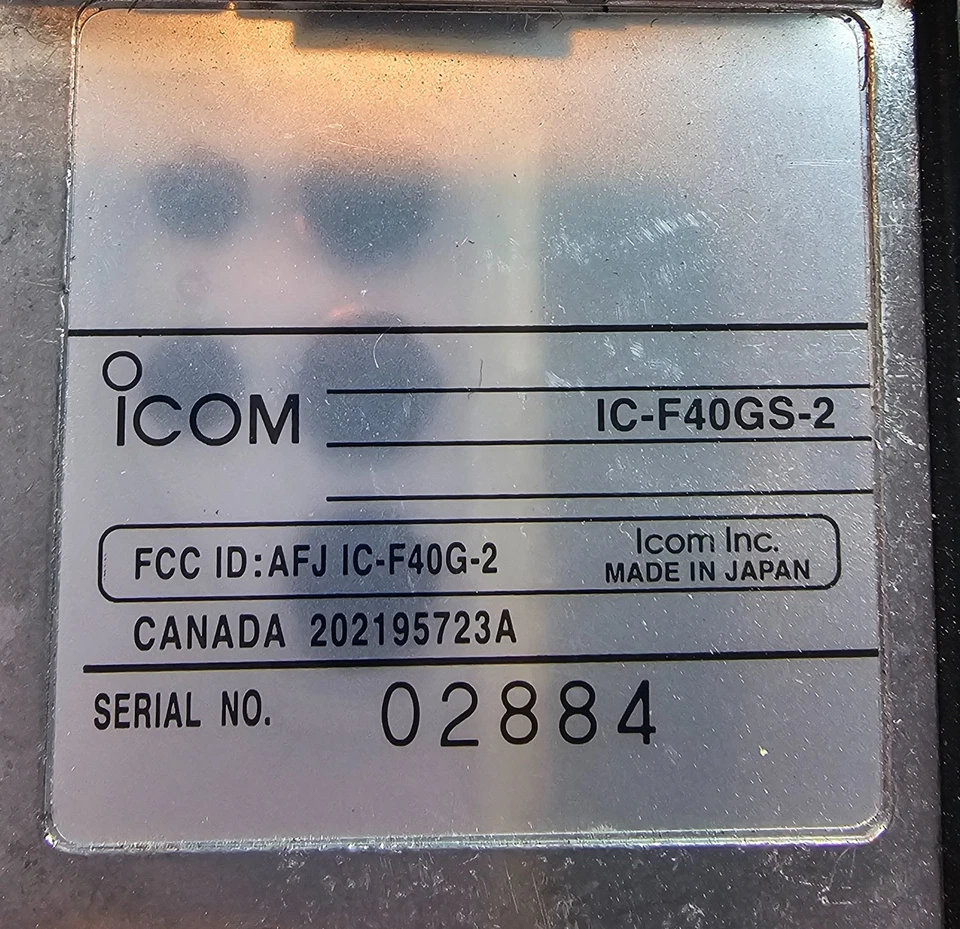 iCOM
IC-F40GS-2
FCC ID:AFJ IC-F40G-2
Icom Inc.
MADE IN JAPAN
CANADA 202195723A
SERIAL NO. 02884